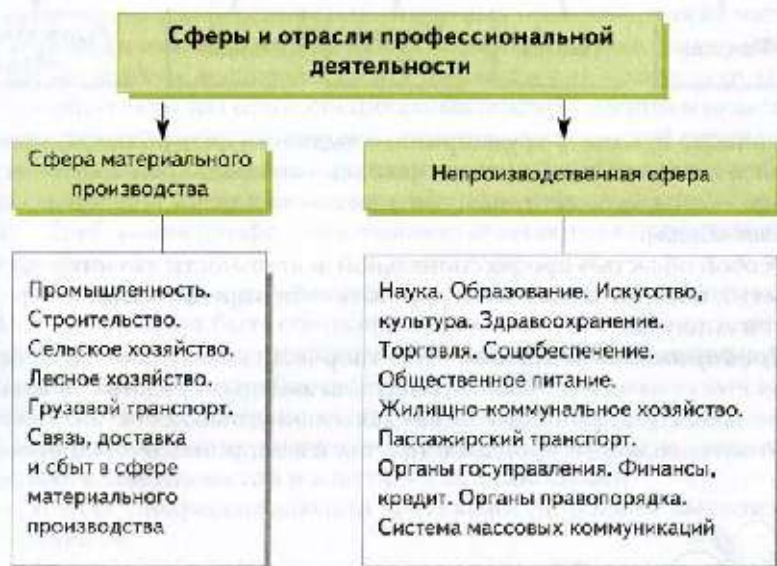 Сферы и отрасли профессиональной
деятельности
Сфера материального
производства
Непроизводственная сфера
Промышленность.
Строительство.
Сельское хозяйство.
Лесное хозяйство.
Грузовой транспорт.
Связь, доставка
и сбыт в сфере
материального
производства
Наука. Образование. Искусство,
культура. Здравоохранение.
Торговля. Соцобеспечение.
Общественное питание.
Жилищно-коммунальное хозяйство.
Пассажирский транспорт.
Органы госуправления. Финансы,
кредит. Органы правопорядка.
Система массовых коммуникаций